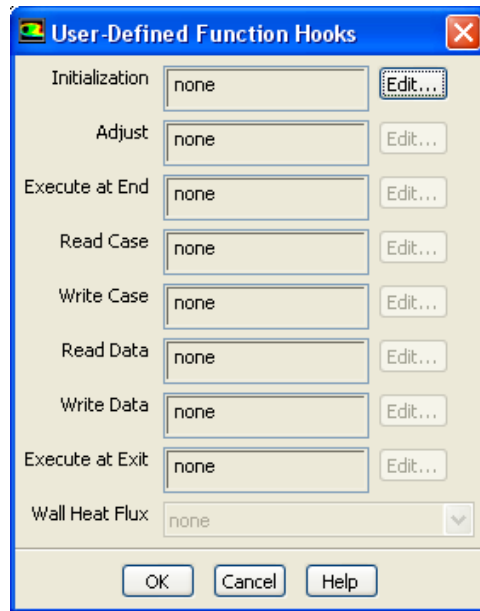 User-Defined Function Hooks
Initialization none Edit...
Adjust none Edit...
Execute at End none Edit...
Read Case none Edit...
Write Case none Edit...
Read Data none Edit...
Write Data none Edit...
Execute at Exit none Edit...
Wall Heat Flux none
OK Cancel Help